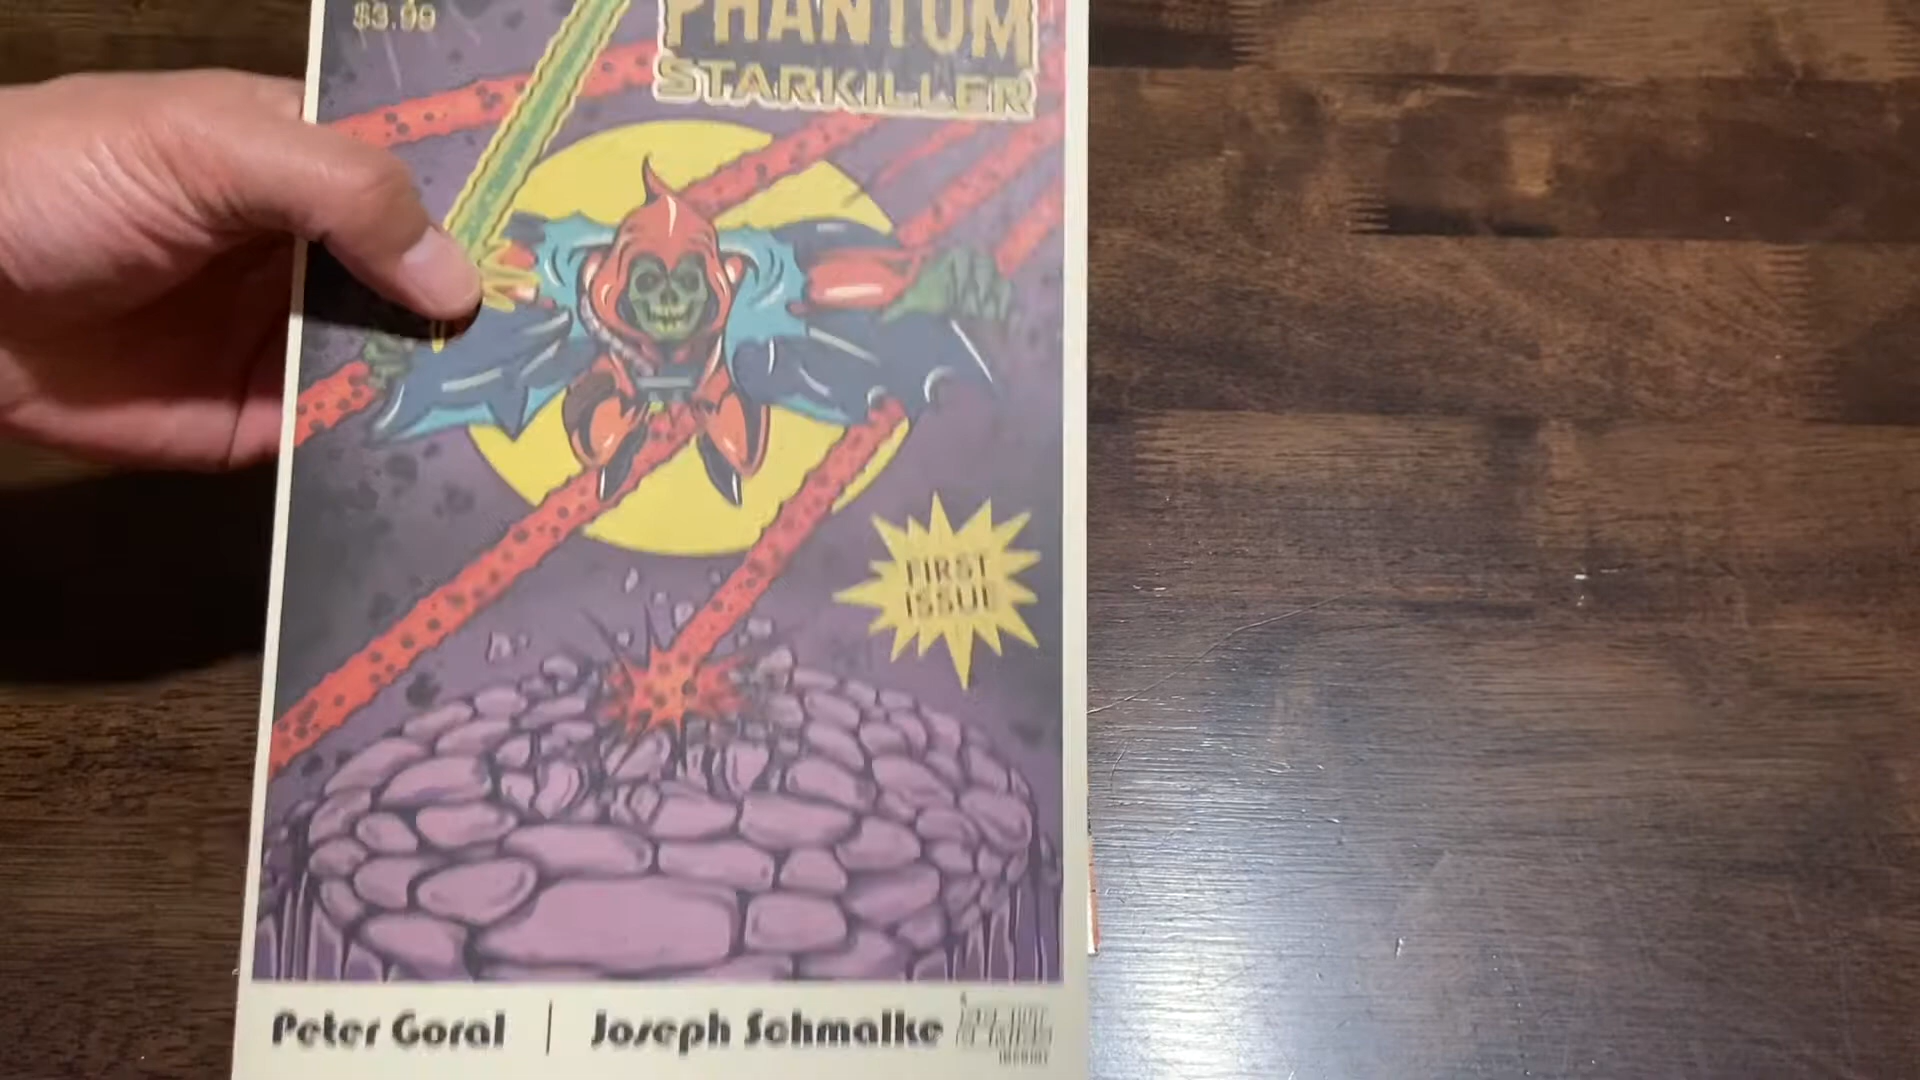 $3.99
PHANTOM
STARKILLER
FIRST
ISSUE
Peter Goral | Joseph Schmalke